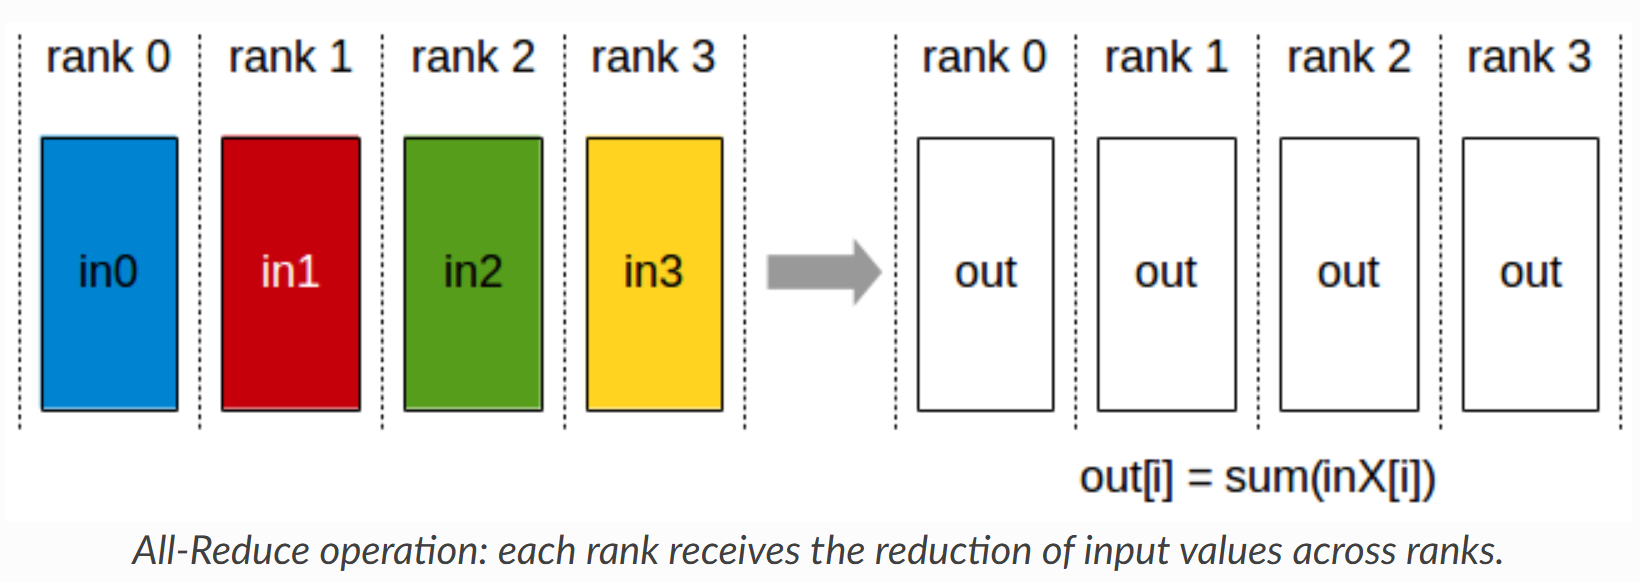 rank 0 rank 1 rank 2 rank 3 rank 0 rank 1 rank 2 rank 3
in0 in1 in2 in3 out out out out
out[i] = sum(inX[i])
All-Reduce operation: each rank receives the reduction of input values across ranks.